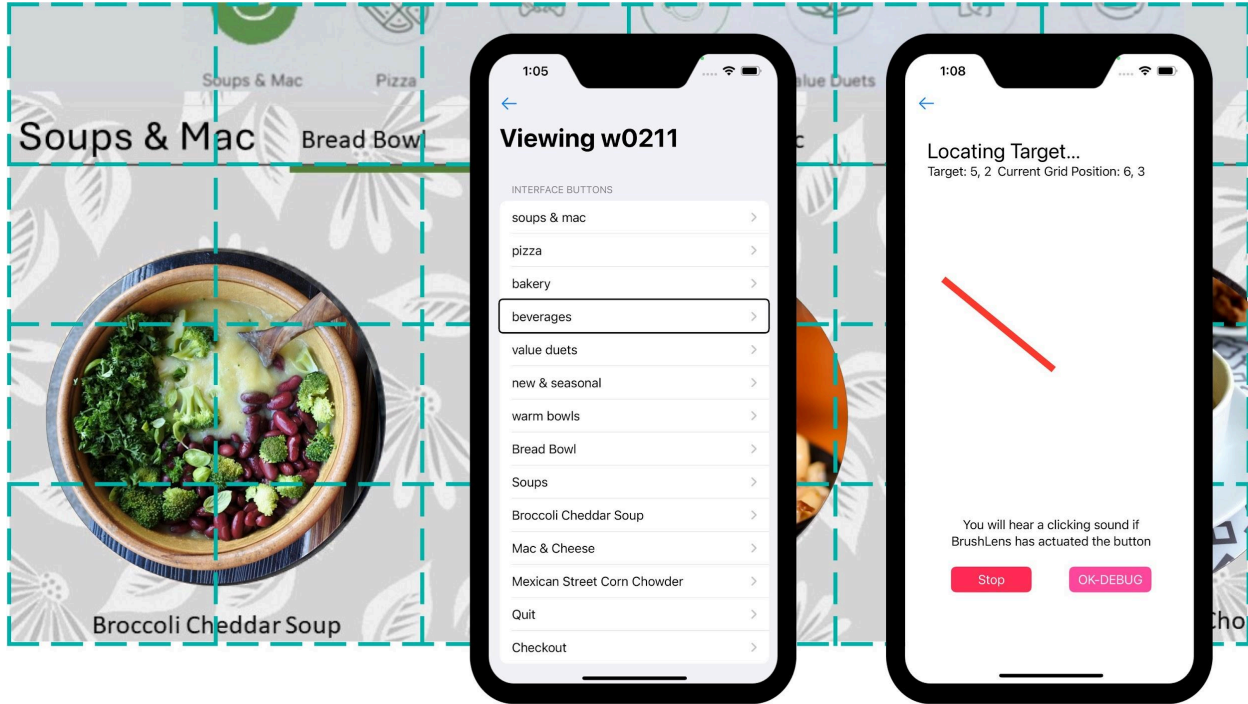 Soups & Mac
Pizza
Value Duets
Soups & Mac
Bread Bowl
Broccoli Cheddar Soup
1:05
Viewing w0211
INTERFACE BUTTONS
soups & mac
pizza
bakery
beverages
value duets
new & seasonal
warm bowls
Bread Bowl
Soups
Broccoli Cheddar Soup
Mac & Cheese
Mexican Street Corn Chowder
Quit
Checkout
1:08
Locating Target...
Target: 5, 2 Current Grid Position: 6, 3
You will hear a clicking sound if
BrushLens has actuated the button
Stop
OK-DEBUG